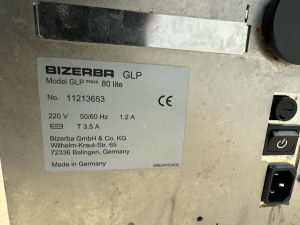 BIZERBA GLP
Model GLP maxx 80 lite
No. 11213653
CE
220 V 50/60 Hz 1.2 A
T 3.5 A
Bizerba GmbH & Co. KG
Wilhelm-Kraut-Str. 65
72336 Balingen, Germany
Made in Germany